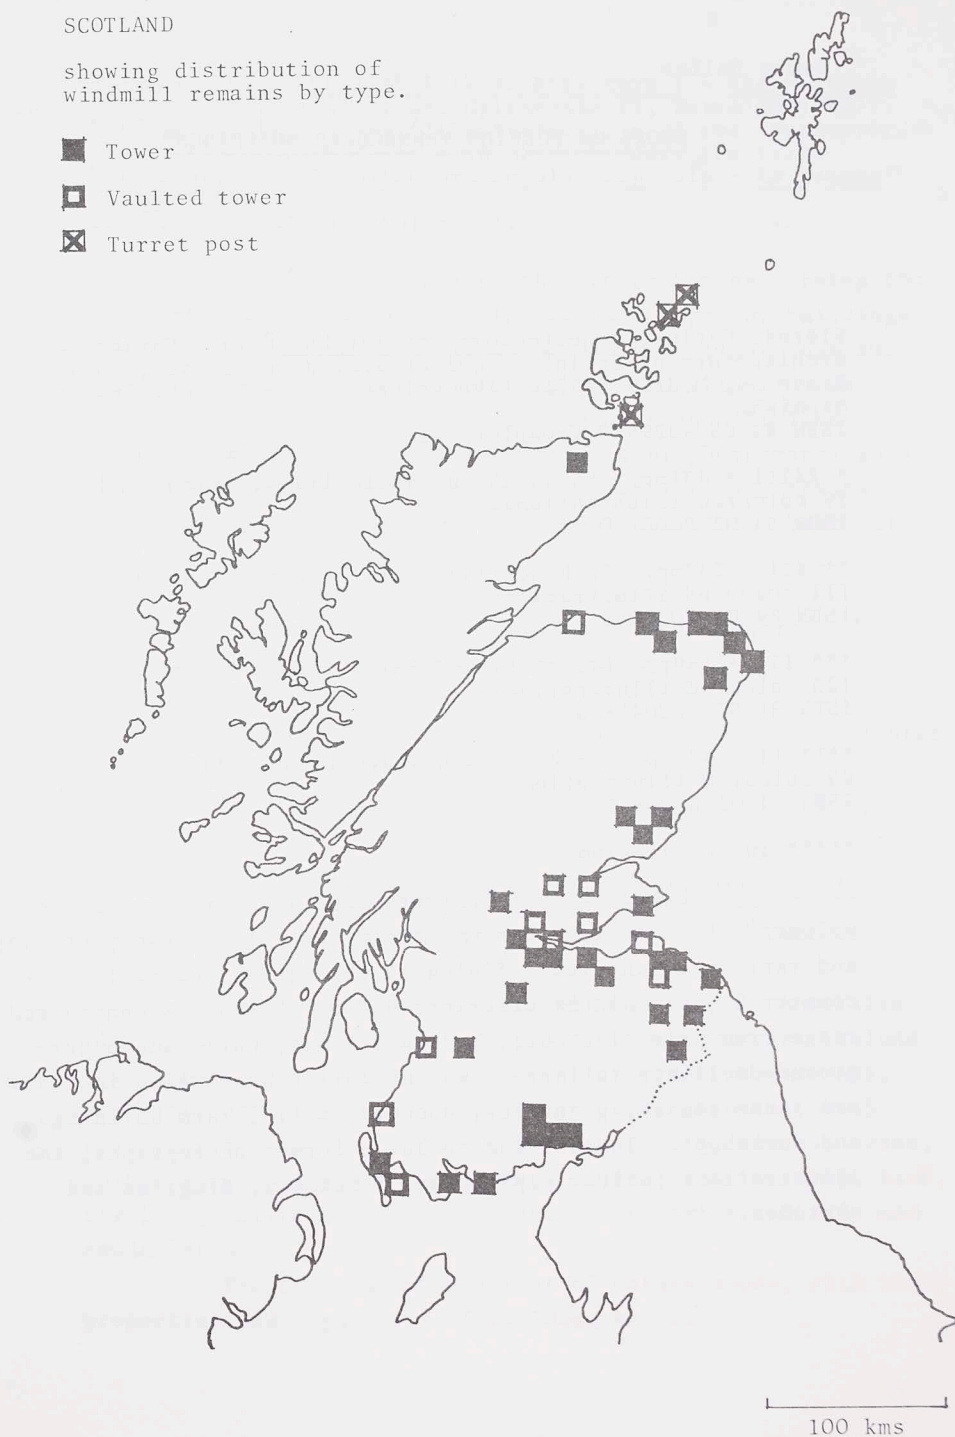 SCOTLAND
showing distribution of
windmill remains by type.
Tower
Vaulted tower
Turret post
100 kms